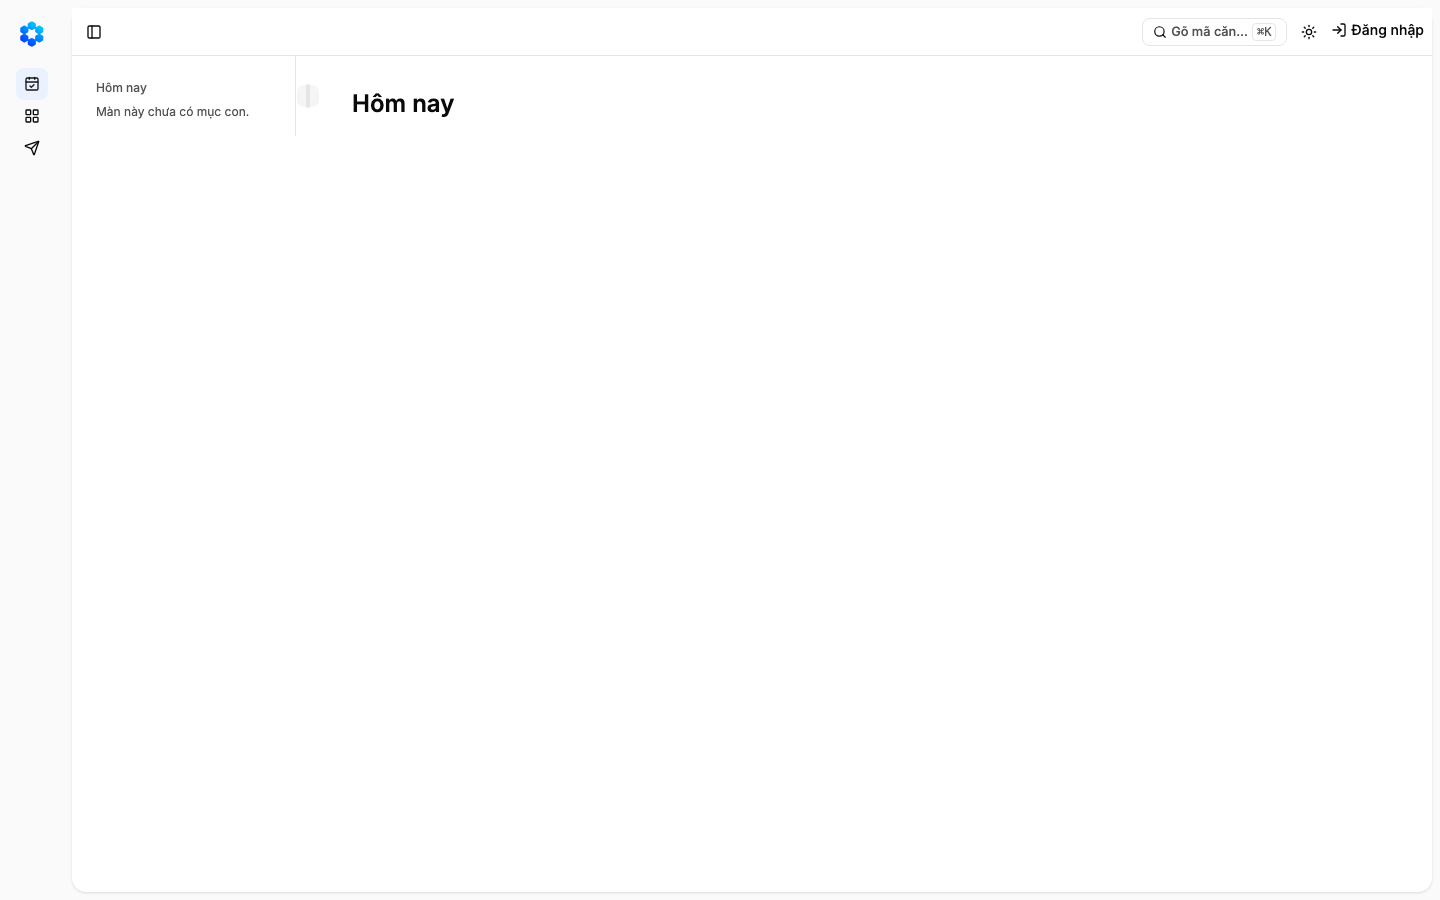 Gõ mã căn... ⌘K
Đăng nhập
Hôm nay
Màn này chưa có mục con.
Hôm nay